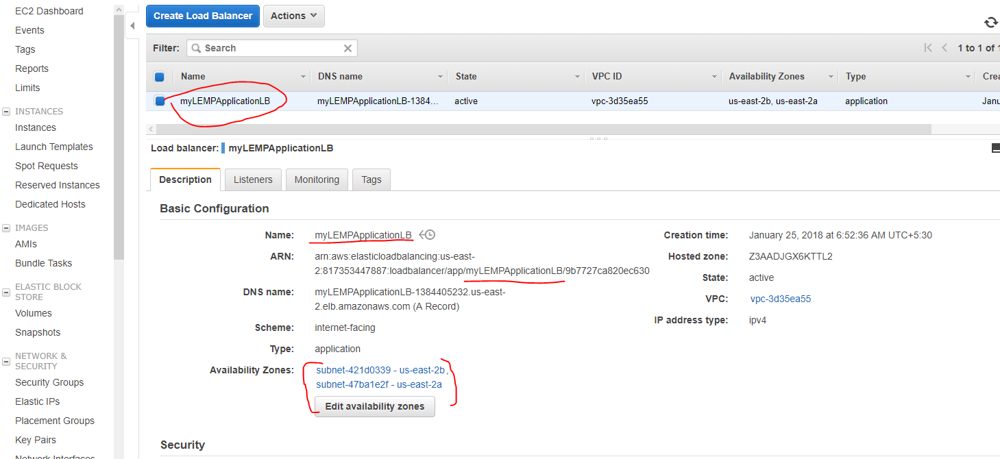 EC2 Dashboard
Events
Tags
Reports
Limits
INSTANCES
Instances
Launch Templates
Spot Requests
Reserved Instances
Dedicated Hosts
IMAGES
AMIs
Bundle Tasks
ELASTIC BLOCK
STORE
Volumes
Snapshots
NETWORK &
SECURITY
Security Groups
Elastic IPs
Placement Groups
Key Pairs
Network Interfaces
Create Load Balancer Actions
Filter: Search 1 to 1 of 1
Name DNS name State VPC ID Availability Zones Type Crea
myLEMPApplicationLB myLEMPApplicationLB-1384... active vpc-3d35ea55 us-east-2b, us-east-2a application Janu
Load balancer: myLEMPApplicationLB
Description Listeners Monitoring Tags
Basic Configuration
Name: myLEMPApplicationLB
ARN: arn:aws:elasticloadbalancing:us-east-
2:817353447887:loadbalancer/app/myLEMPApplicationLB/9b7727ca820ec630
DNS name: myLEMPApplicationLB-1384405232.us-east-
2.elb.amazonaws.com (A Record)
Scheme: internet-facing
Type: application
Availability Zones: subnet-421d0339 - us-east-2b,
subnet-47ba1e2f - us-east-2a
Edit availability zones
Creation time: January 25, 2018 at 6:52:36 AM UTC+5:30
Hosted zone: Z3AADJGX6KTTL2
State: active
VPC: vpc-3d35ea55
IP address type: ipv4
Security